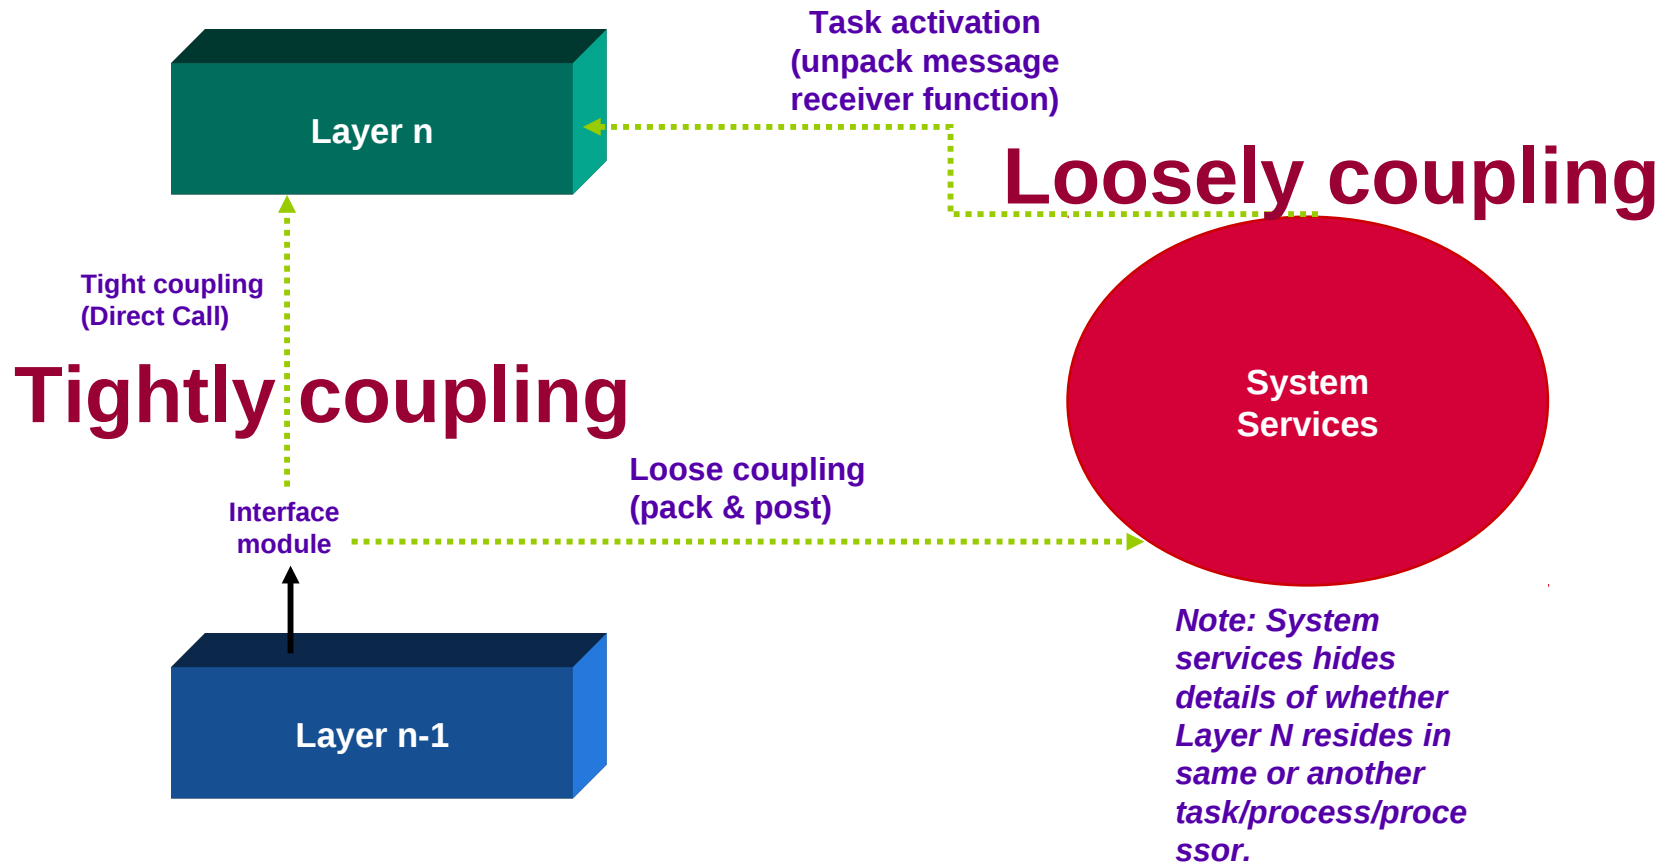 Task activation
(unpack message
receiver function)
Layer n
Loosely coupling
Tight coupling
(Direct Call)
Tightly coupling
System
Services
Loose coupling
(pack & post)
Interface
module
Note: System
services hides
details of whether
Layer N resides in
same or another
task/process/proce
ssor.
Layer n-1